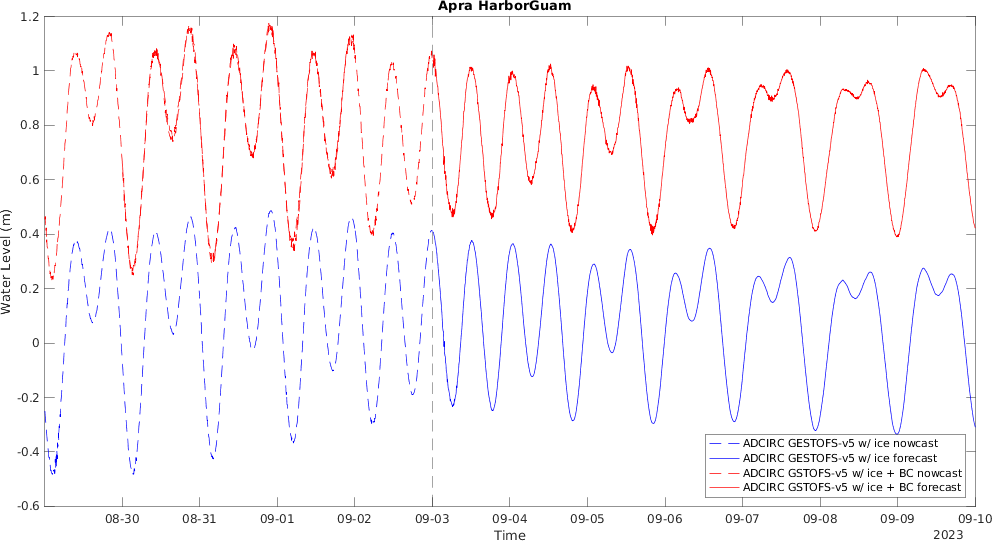 Apra HarborGuam
1.2
1
0.8
0.6
0.4
0.2
0
-0.2
-0.4
-0.6
Water Level (m)
08-30 08-31 09-01 09-02 09-03 09-04 09-05 09-06 09-07 09-08 09-09 09-10
Time
2023
ADCIRC GESTOFS-v5 w/ ice nowcast
ADCIRC GESTOFS-v5 w/ ice forecast
ADCIRC GSTOFS-v5 w/ ice + BC nowcast
ADCIRC GSTOFS-v5 w/ ice + BC forecast